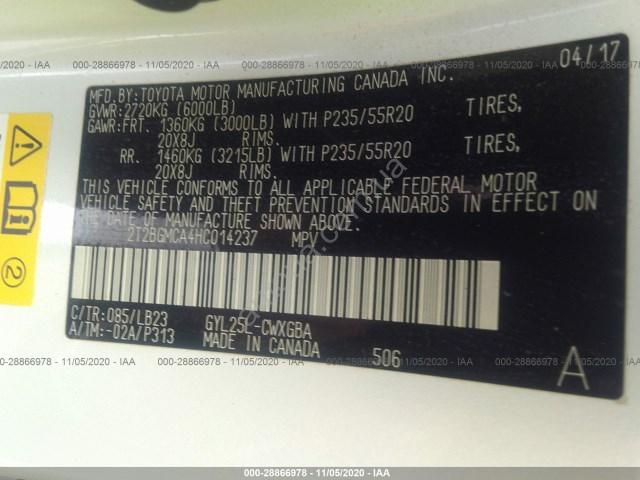 000-28866978 - 11/05/2020 - IAA
04/17
MFD.BY:TOYOTA MOTOR MANUFACTURING CANADA INC.
GVWR:2720KG (6000LB)
GAWR:FRT. 1360KG (3000LB) WITH P235/55R20 TIRES,
20X8J RIMS.
RR. 1460KG (3215LB) WITH P235/55R20 TIRES,
20X8J RIMS.
THIS VEHICLE CONFORMS TO ALL APPLICABLE FEDERAL MOTOR
VEHICLE SAFETY AND THEFT PREVENTION STANDARDS IN EFFECT ON
THE DATE OF MANUFACTURE SHOWN ABOVE.
2T2BGMCA4HC014237 MPV
2
C/TR:085/LB23 GYL25L-CWXGBA
A/TM:-02A/P313 MADE IN CANADA 506 A
000-28866978 - 11/05/2020 - IAA